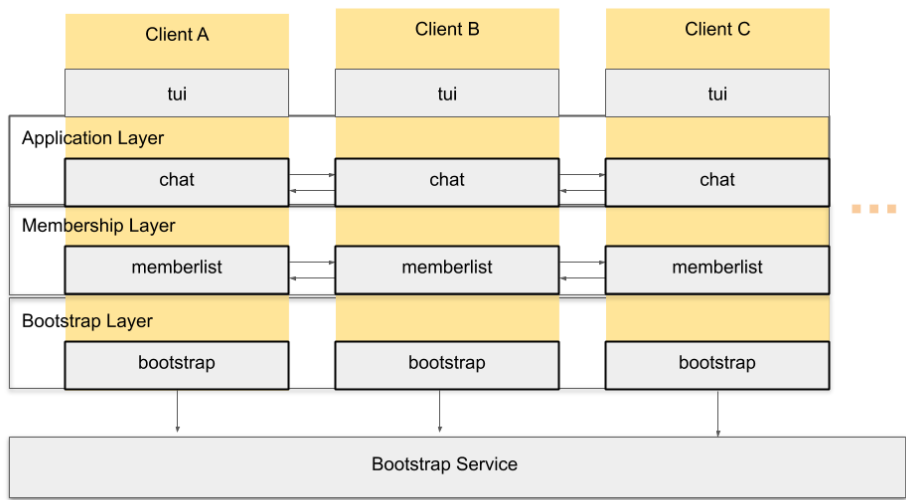 Client A
Client B
Client C
tui
tui
tui
Application Layer
chat
chat
chat
Membership Layer
memberlist
memberlist
memberlist
Bootstrap Layer
bootstrap
bootstrap
bootstrap
Bootstrap Service